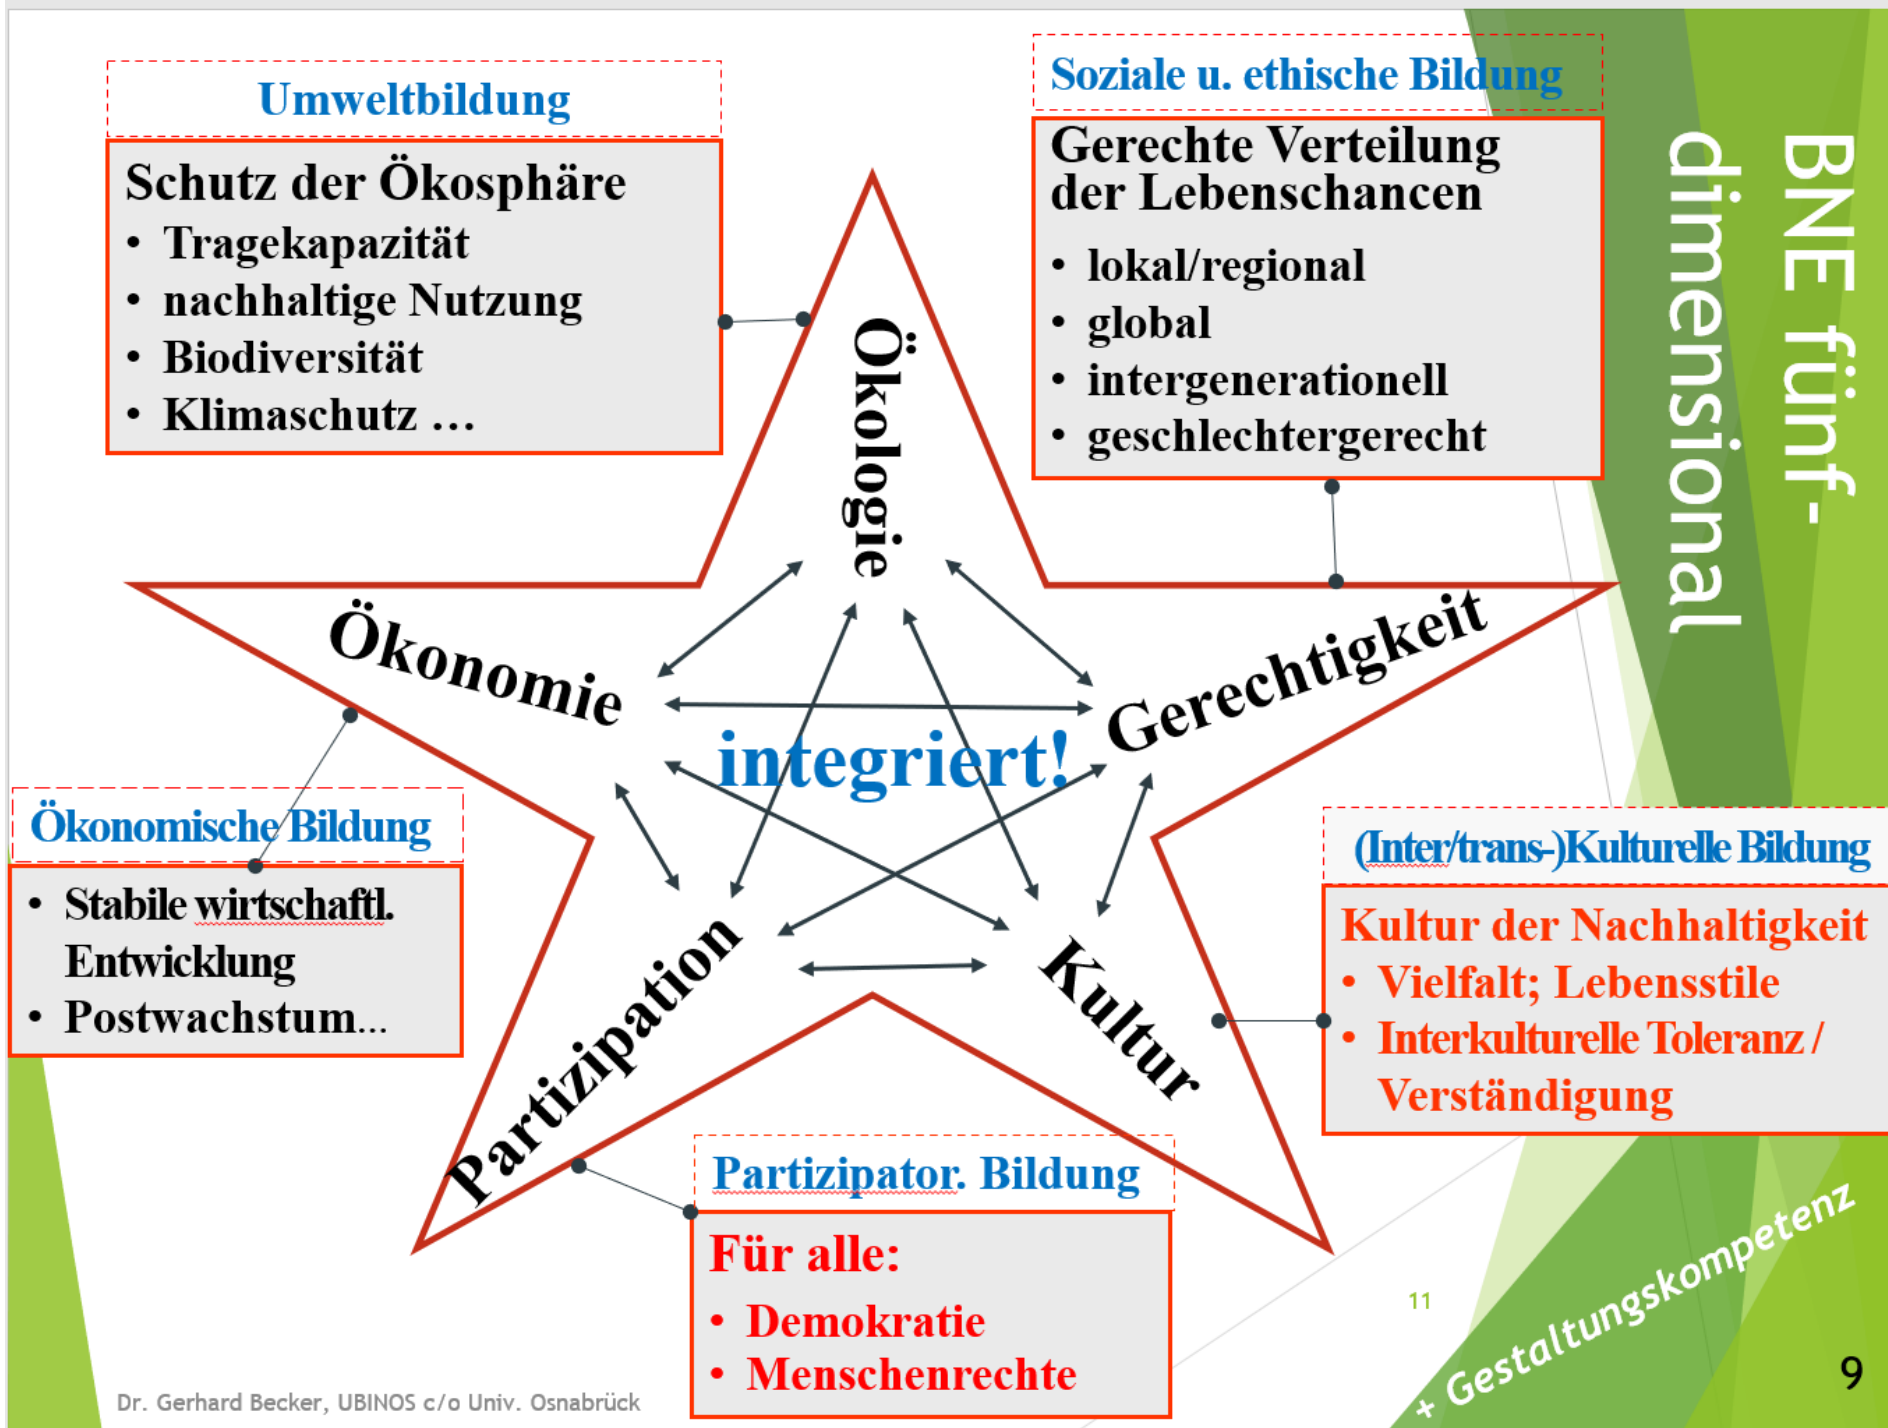 BNE fünf-
dimensional
Umweltbildung
Schutz der Ökosphäre
• Tragekapazität
• nachhaltige Nutzung
• Biodiversität
• Klimaschutz …
Soziale u. ethische Bildung
Gerechte Verteilung
der Lebenschancen
• lokal/regional
• global
• intergenerationell
• geschlechtergerecht
Ökologie
Ökonomie
Gerechtigkeit
integriert!
Partizipation
Kultur
Ökonomische Bildung
• Stabile wirtschaftl.
Entwicklung
• Postwachstum...
(Inter/trans-)Kulturelle Bildung
Kultur der Nachhaltigkeit
• Vielfalt; Lebensstile
• Interkulturelle Toleranz /
Verständigung
Partizipator. Bildung
Für alle:
• Demokratie
• Menschenrechte
+ Gestaltungskompetenz
11
9
Dr. Gerhard Becker, UBINOS c/o Univ. Osnabrück